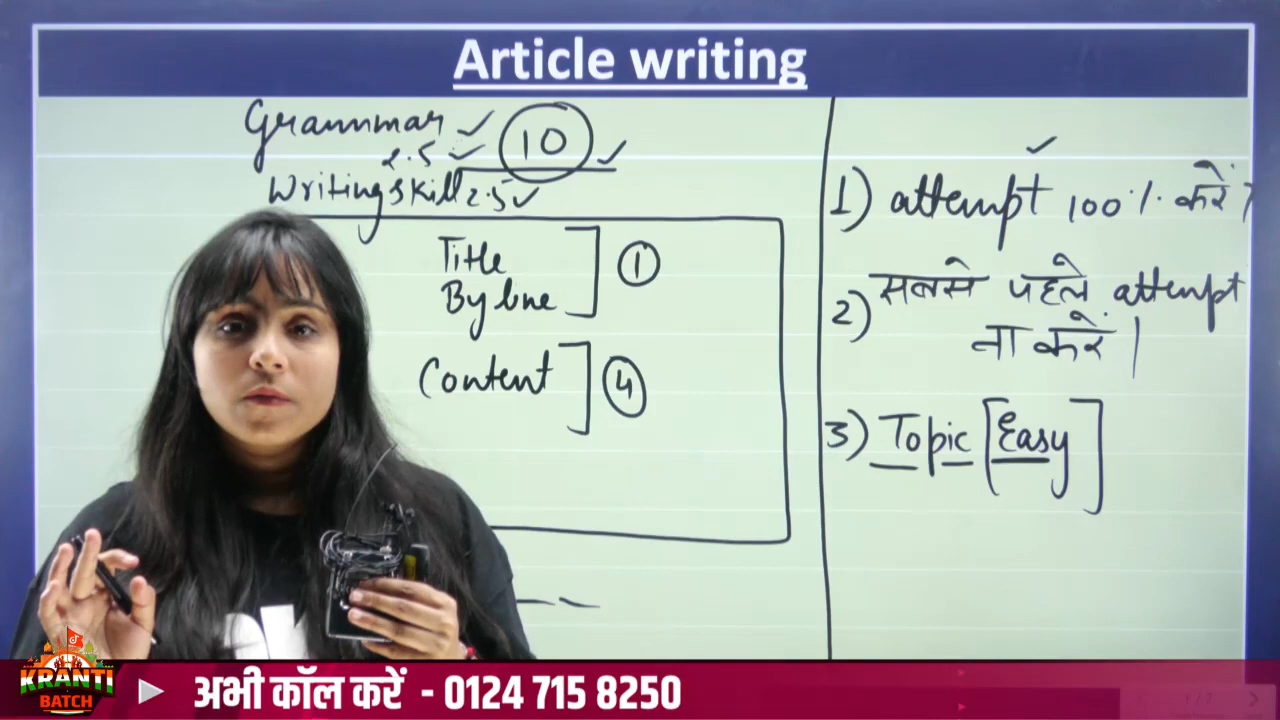 Article writing
Grammar ✓
10 ✓
2.5 ✓
Writing skill 2.5 ✓
Title
By line
1
Content
4
✓
1) attempt 100% करें।
2) सबसे पहले attempt
ना करें।
3) Topic [Easy]
KRANTI
BATCH
अभी कॉल करें - 0124 715 8250